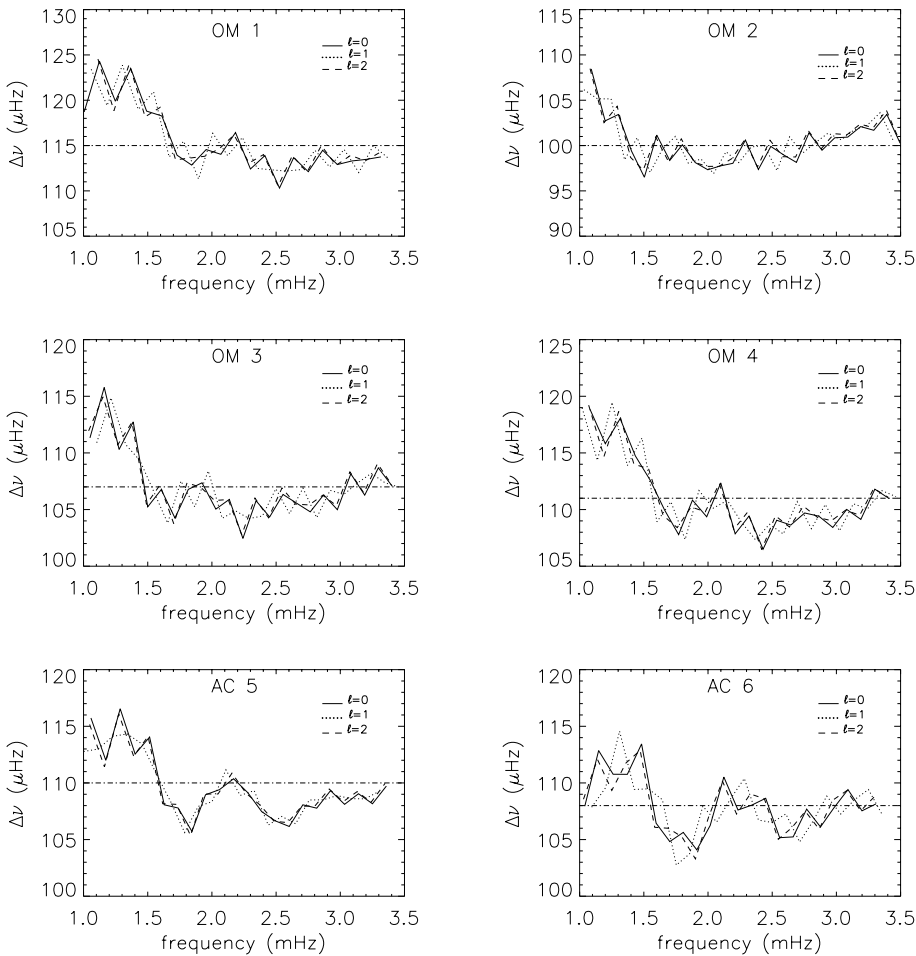 OM 1
ℓ=0
ℓ=1
ℓ=2
130
125
120
115
110
105
Δν (μHz)
1.0 1.5 2.0 2.5 3.0 3.5
frequency (mHz)
OM 2
ℓ=0
ℓ=1
ℓ=2
115
110
105
100
95
90
Δν (μHz)
1.0 1.5 2.0 2.5 3.0 3.5
frequency (mHz)
OM 3
ℓ=0
ℓ=1
ℓ=2
120
115
110
105
100
Δν (μHz)
1.0 1.5 2.0 2.5 3.0 3.5
frequency (mHz)
OM 4
ℓ=0
ℓ=1
ℓ=2
125
120
115
110
105
Δν (μHz)
1.0 1.5 2.0 2.5 3.0 3.5
frequency (mHz)
AC 5
ℓ=0
ℓ=1
ℓ=2
120
115
110
105
100
Δν (μHz)
1.0 1.5 2.0 2.5 3.0 3.5
frequency (mHz)
AC 6
ℓ=0
ℓ=1
ℓ=2
120
115
110
105
100
Δν (μHz)
1.0 1.5 2.0 2.5 3.0 3.5
frequency (mHz)